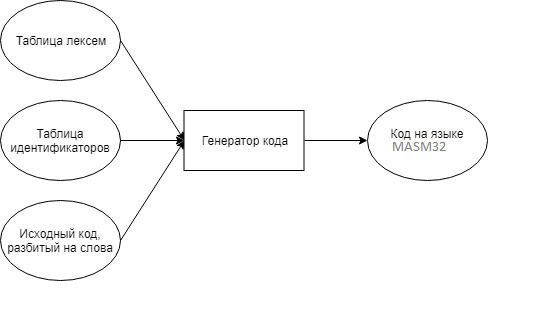 Таблица лексем
Таблица
идентификаторов
Исходный код,
разбитый на слова
Генератор кода
Код на языке
MASM32